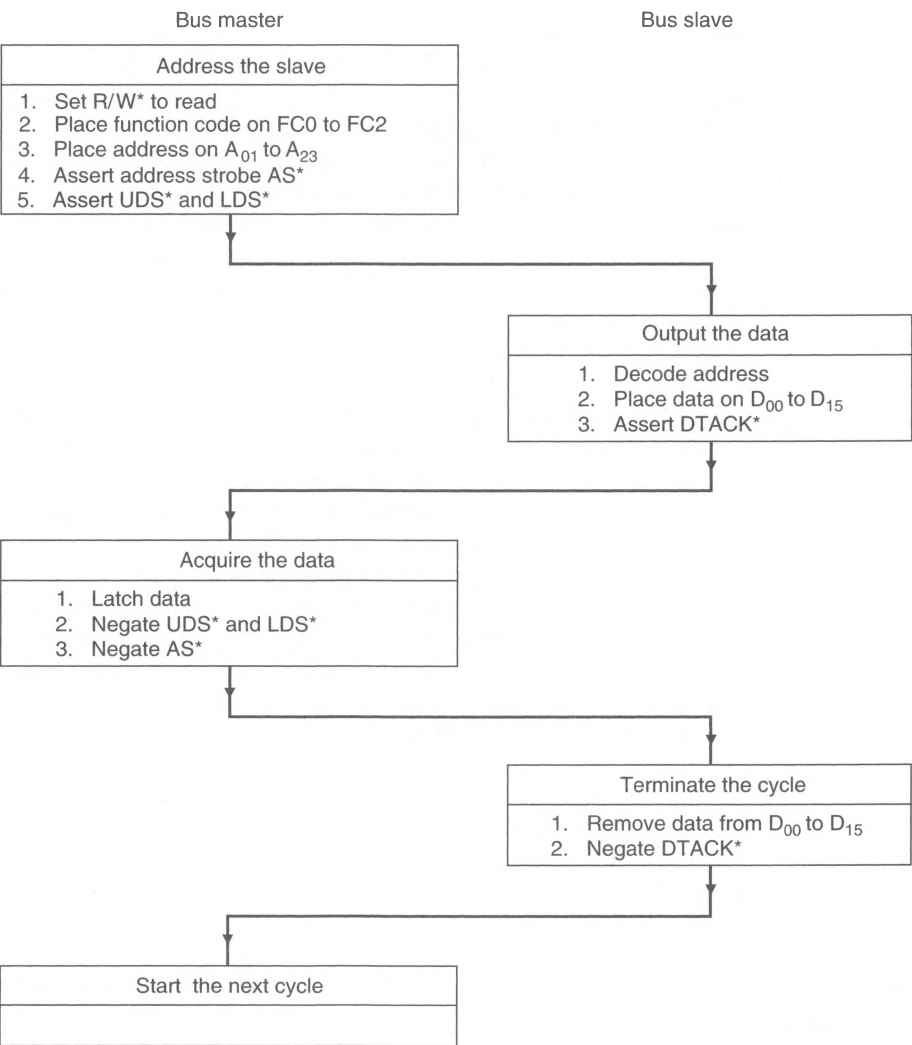 Bus master
Bus slave
Address the slave
1. Set R/W* to read
2. Place function code on FC0 to FC2
3. Place address on A01 to A23
4. Assert address strobe AS*
5. Assert UDS* and LDS*
Output the data
1. Decode address
2. Place data on D00 to D15
3. Assert DTACK*
Acquire the data
1. Latch data
2. Negate UDS* and LDS*
3. Negate AS*
Terminate the cycle
1. Remove data from D00 to D15
2. Negate DTACK*
Start the next cycle